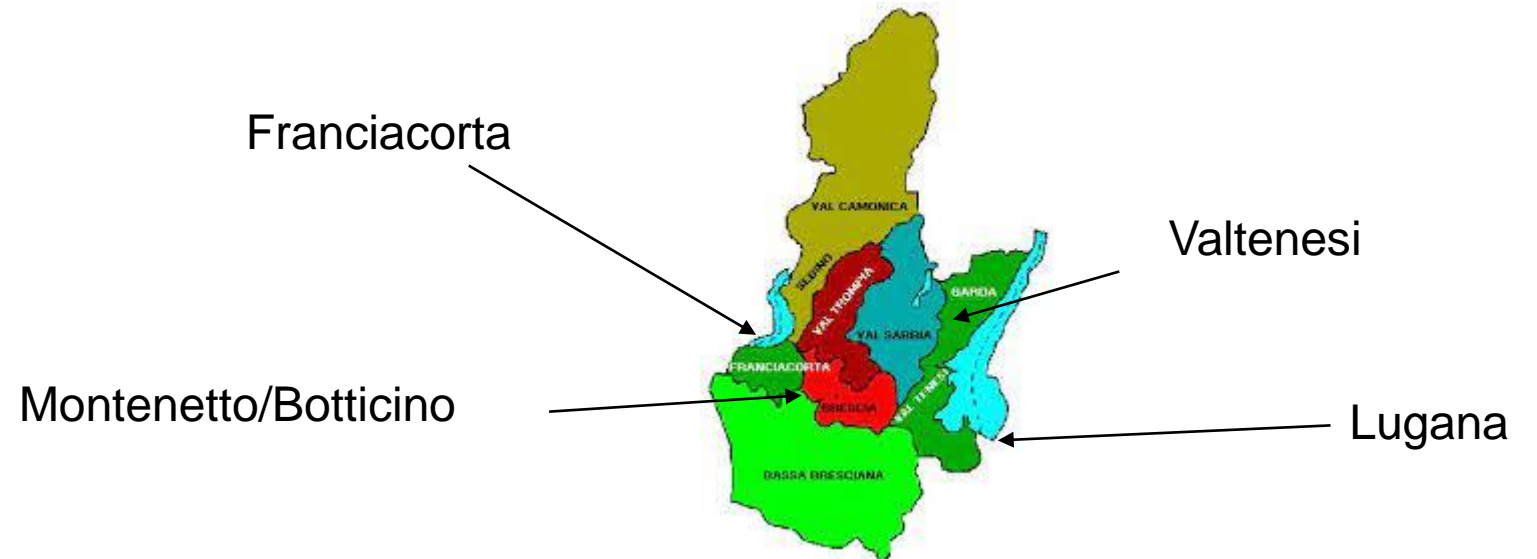 Franciacorta
VAL CAMONICA
Valtenesi
SEBINO
VAL TROMPIA
GARDA
VAL SABBIA
FRANCIACORTA
VAL TENESI
Montenetto/Botticino
BRESCIA
Lugana
BASSA BRESCIANA